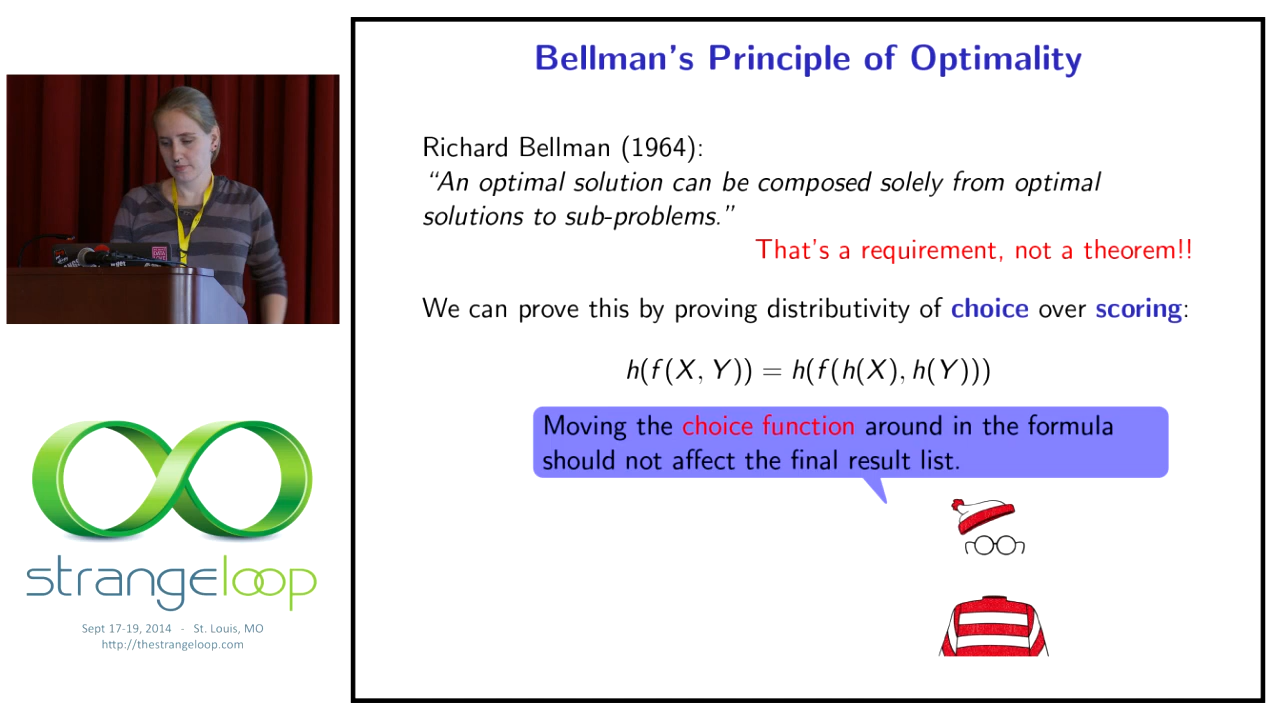 Bellman's Principle of Optimality
Richard Bellman (1964):
“An optimal solution can be composed solely from optimal
solutions to sub-problems.”
That's a requirement, not a theorem!!
We can prove this by proving distributivity of choice over scoring:
h(f(X, Y)) = h(f(h(X), h(Y)))
Moving the choice function around in the formula
should not affect the final result list.
strangeloop
Sept 17-19, 2014 - St. Louis, MO
http://thestrangeloop.com